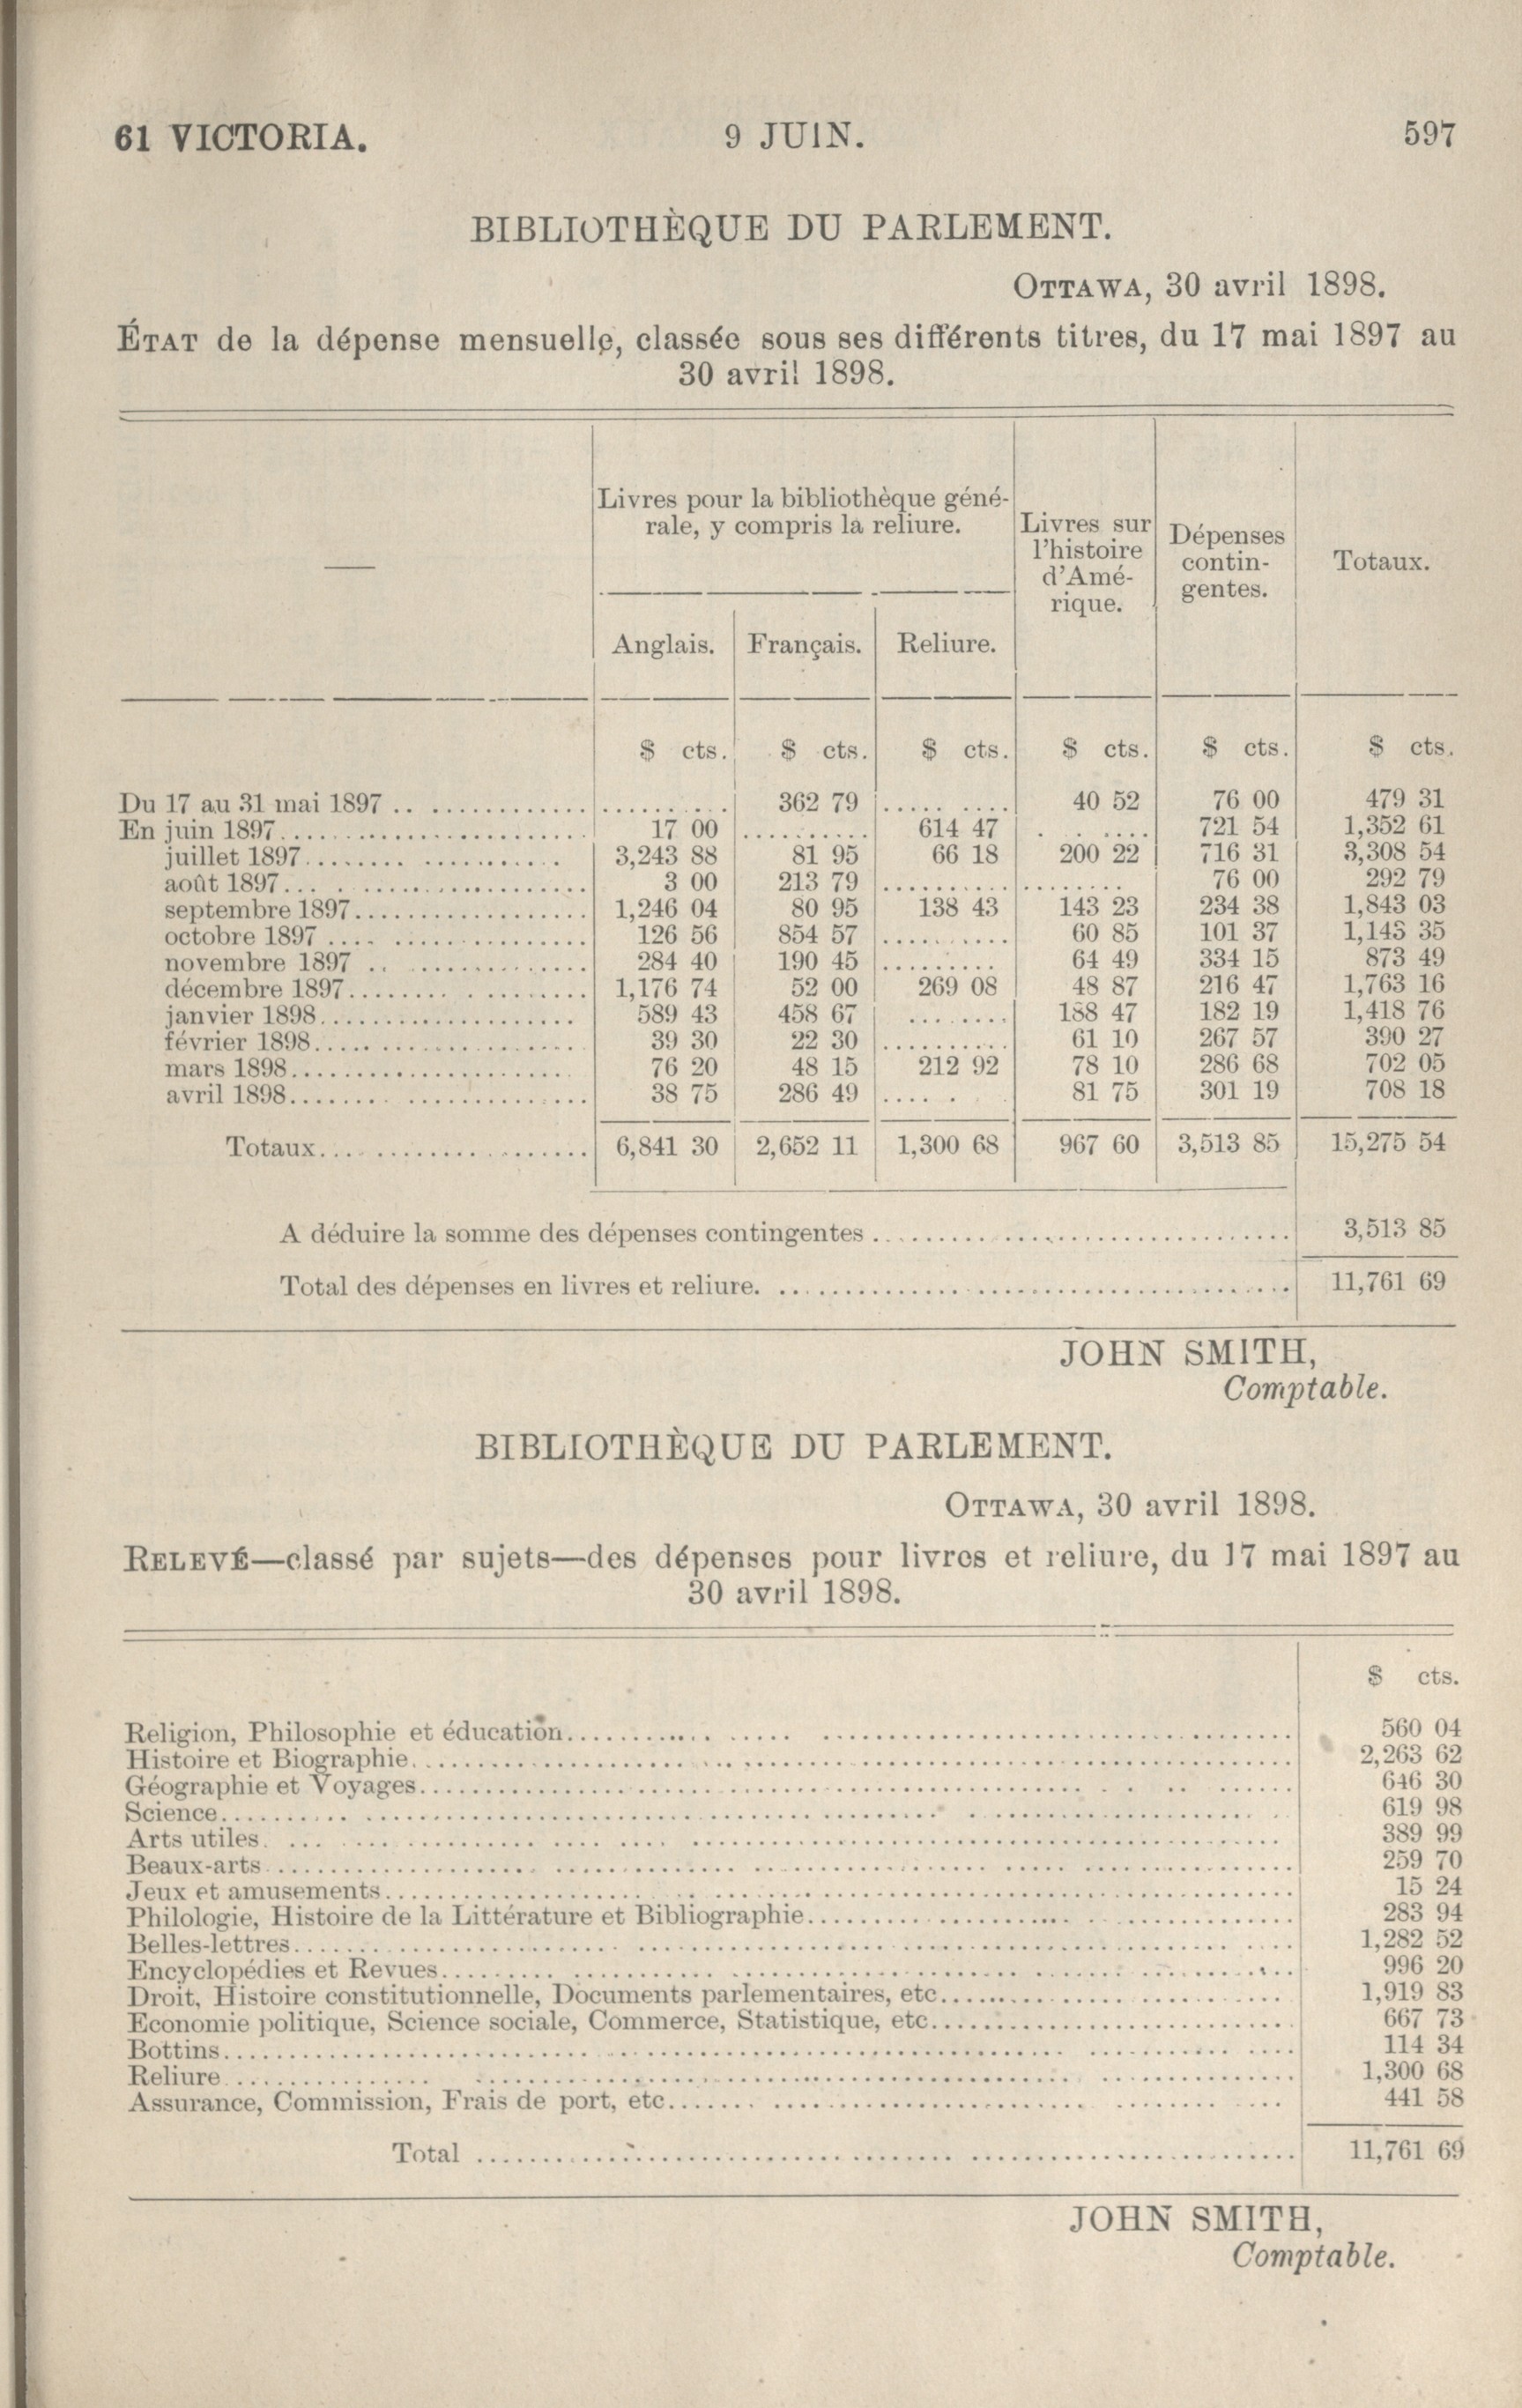 61 VICTORIA. 9 JUIN. 597
BIBLIOTHÈQUE DU PARLEMENT.
OTTAWA, 30 avril 1898.
ÉTAT de la dépense mensuelle, classée sous ses différents titres, du 17 mai 1897 au
30 avril 1898.
Livres pour la bibliothèque géné-
rale, y compris la reliure.
Livres sur
l'histoire
d'Amé-
rique.
Dépenses
contin-
gentes.
Totaux.
Anglais. Français. Reliure.
$ cts. $ cts. $ cts. $ cts. $ cts. $ cts.
Du 17 au 31 mai 1897 .......... 362 79 .......... 40 52 76 00 479 31
En juin 1897.......... 17 00 .......... 614 47 .......... 721 54 1,352 61
juillet 1897.......... 3,243 88 81 95 66 18 200 22 716 31 3,308 54
août 1897.......... 3 00 213 79 .......... .......... 76 00 292 79
septembre 1897.......... 1,246 04 80 95 138 43 143 23 234 38 1,843 03
octobre 1897.......... 126 56 854 57 .......... 60 85 101 37 1,143 35
novembre 1897.......... 284 40 190 45 .......... 64 49 334 15 873 49
décembre 1897.......... 1,176 74 52 00 269 08 48 87 216 47 1,763 16
janvier 1898.......... 589 43 458 67 .......... 188 47 182 19 1,418 76
février 1898.......... 39 30 22 30 .......... 61 10 267 57 390 27
mars 1898.......... 76 20 48 15 212 92 78 10 286 68 702 05
avril 1898.......... 38 75 286 49 .......... 81 75 301 19 708 18
Totaux.......... 6,841 30 2,652 11 1,300 68 967 60 3,513 85 15,275 54
A déduire la somme des dépenses contingentes .......... 3,513 85
Total des dépenses en livres et reliure. .......... 11,761 69
JOHN SMITH,
Comptable.
BIBLIOTHÈQUE DU PARLEMENT.
OTTAWA, 30 avril 1898.
RELEVÉ—classé par sujets—des dépenses pour livres et reliure, du 17 mai 1897 au
30 avril 1898.
$ cts.
Religion, Philosophie et éducation.......... 560 04
Histoire et Biographie.......... 2,263 62
Géographie et Voyages.......... 646 30
Science.......... 619 98
Arts utiles.......... 389 99
Beaux-arts.......... 259 70
Jeux et amusements.......... 15 24
Philologie, Histoire de la Littérature et Bibliographie.......... 283 94
Belles-lettres.......... 1,282 52
Encyclopédies et Revues.......... 996 20
Droit, Histoire constitutionnelle, Documents parlementaires, etc.......... 1,919 83
Economie politique, Science sociale, Commerce, Statistique, etc.......... 667 73
Bottins.......... 114 34
Reliure.......... 1,300 68
Assurance, Commission, Frais de port, etc.......... 441 58
Total .......... 11,761 69
JOHN SMITH,
Comptable.